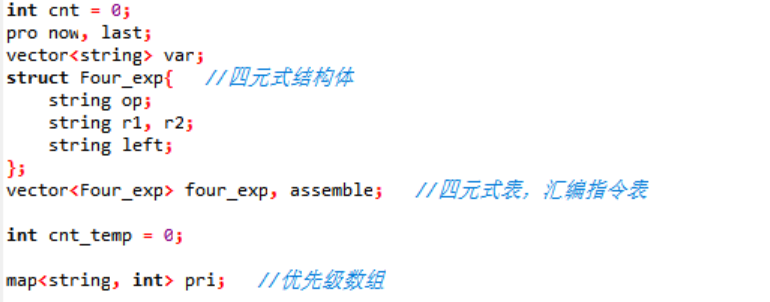 int cnt = 0;
pro now, last;
vector<string> var;
struct Four_exp{   //四元式结构体
    string op;
    string r1, r2;
    string left;
};
vector<Four_exp> four_exp, assemble;   //四元式表，汇编指令表
int cnt_temp = 0;
map<string, int> pri;   //优先级数组